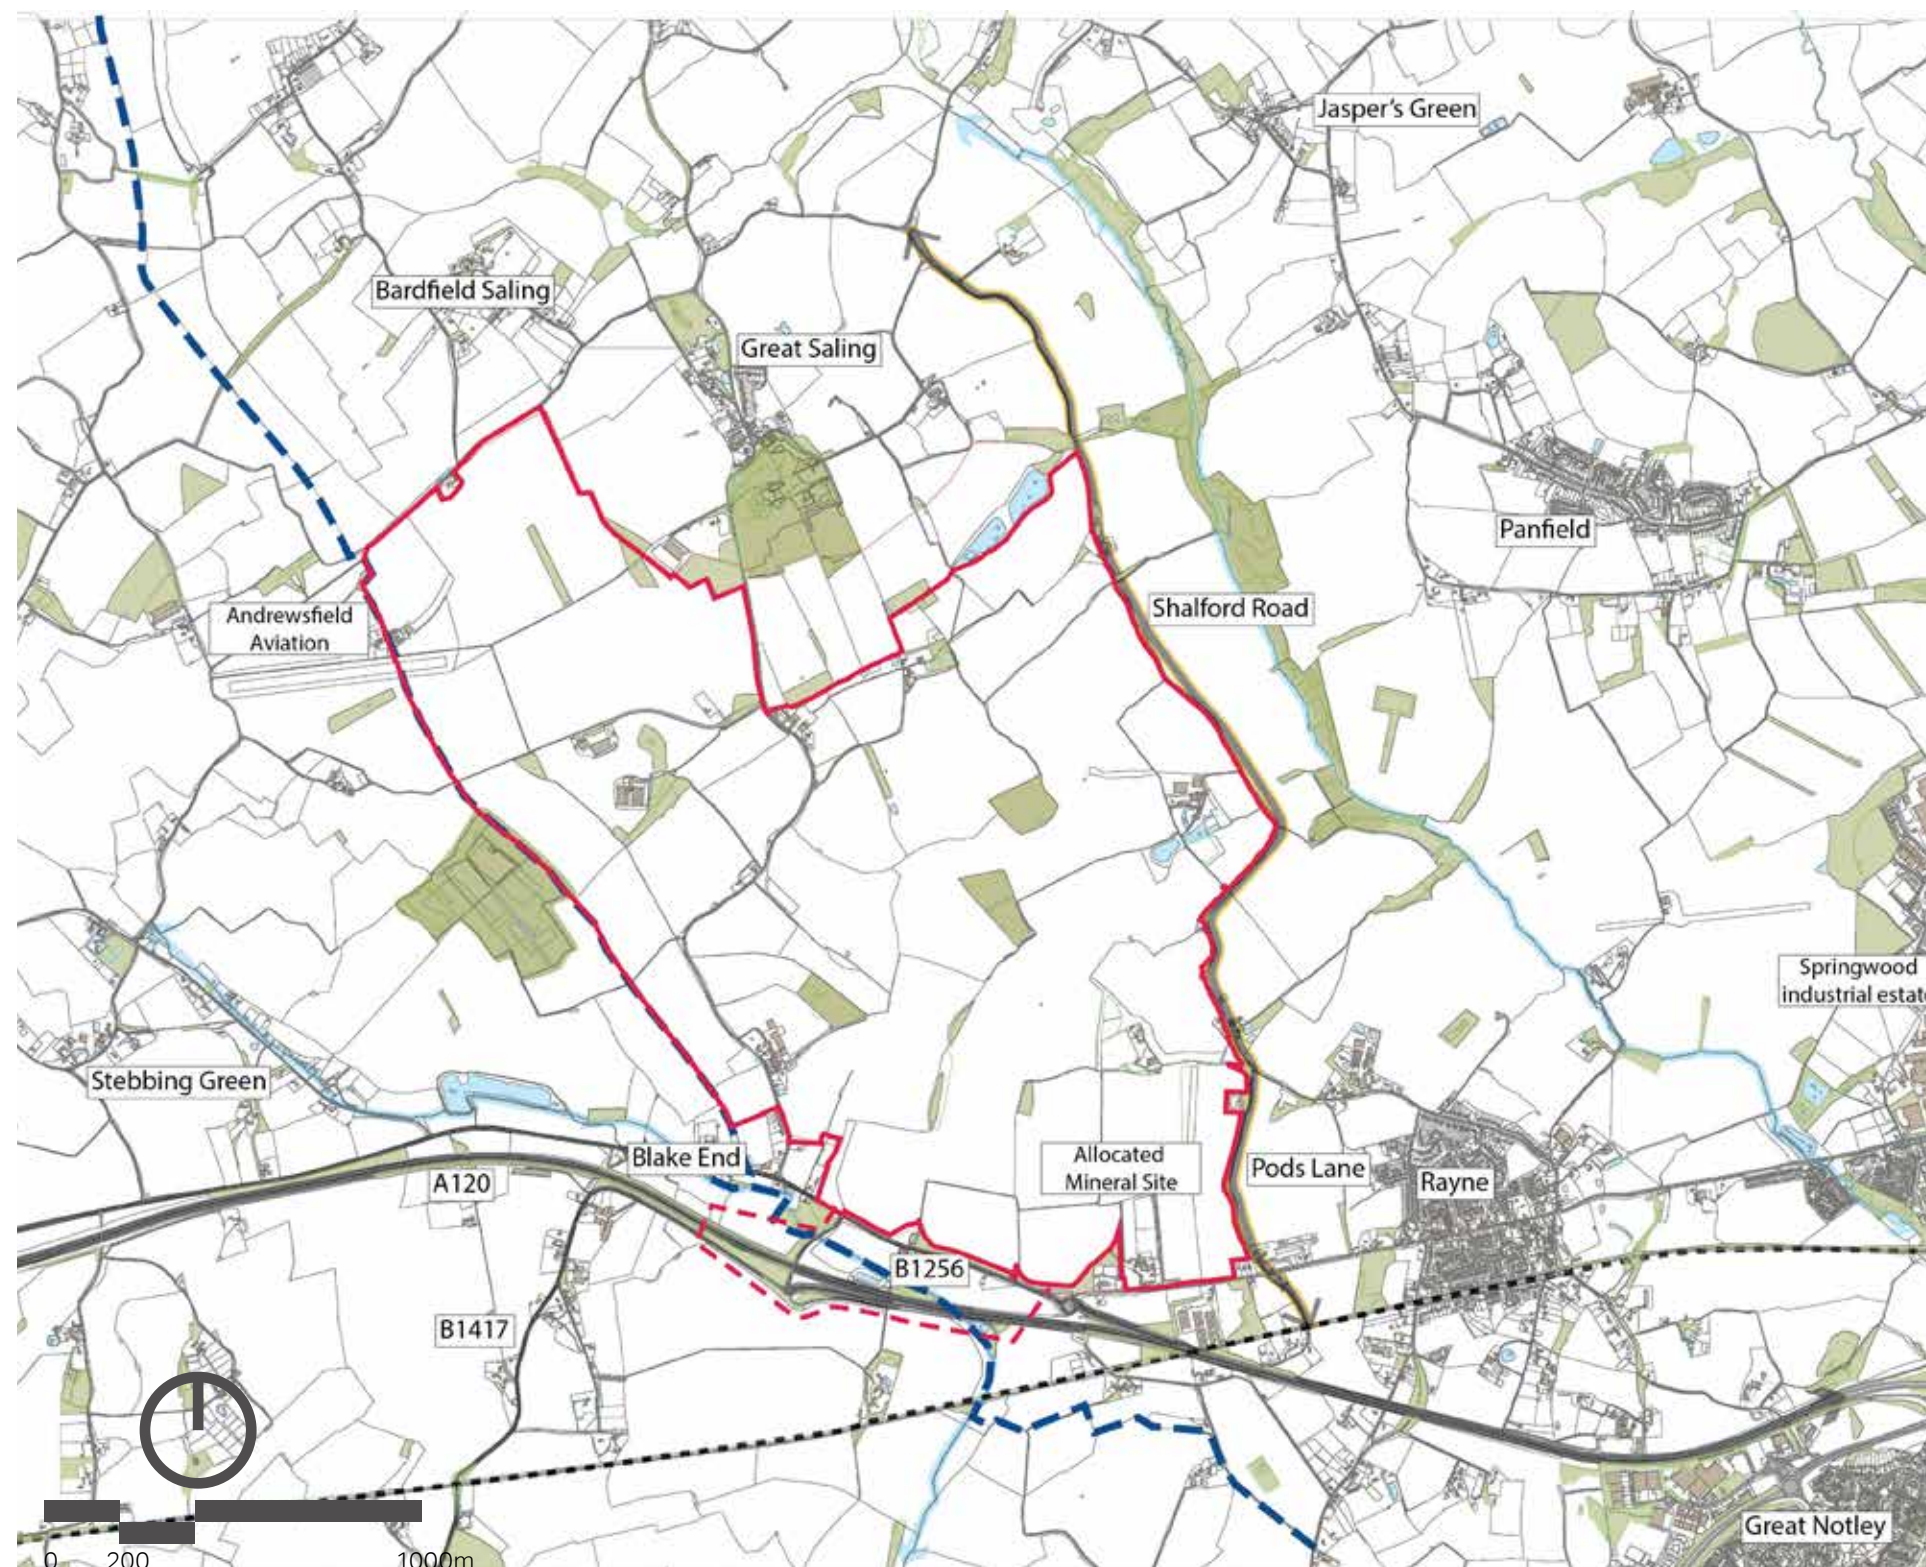 Jasper's Green
Bardfield Saling
Great Saling
Panfield
Shalford Road
Andrewsfield
Aviation
Springwood
industrial estat
Stebbing Green
Blake End
Allocated
Mineral Site
Pods Lane
Rayne
A120
B1256
B1417
Great Notley
0 200 1000m